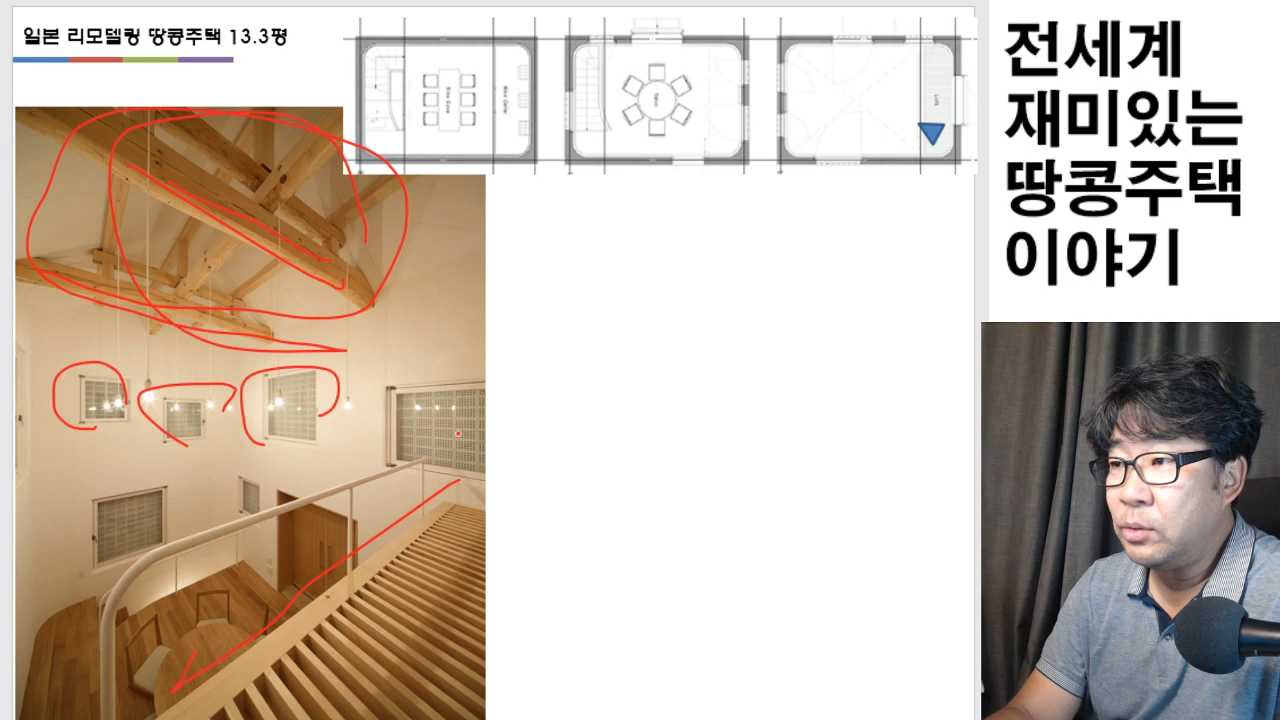 일본 리모델링 땅콩주택 13.3평
전세계
재미있는
땅콩주택
이야기